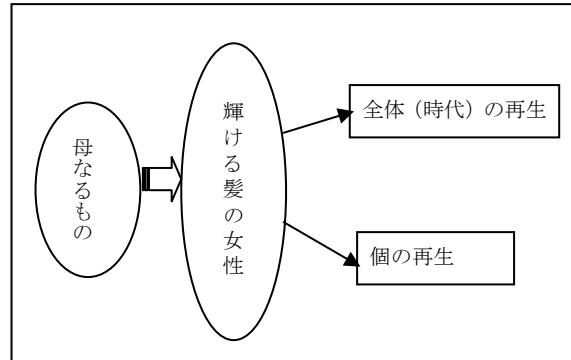 母なるもの
輝ける髪の女性
全体（時代）の再生
個の再生